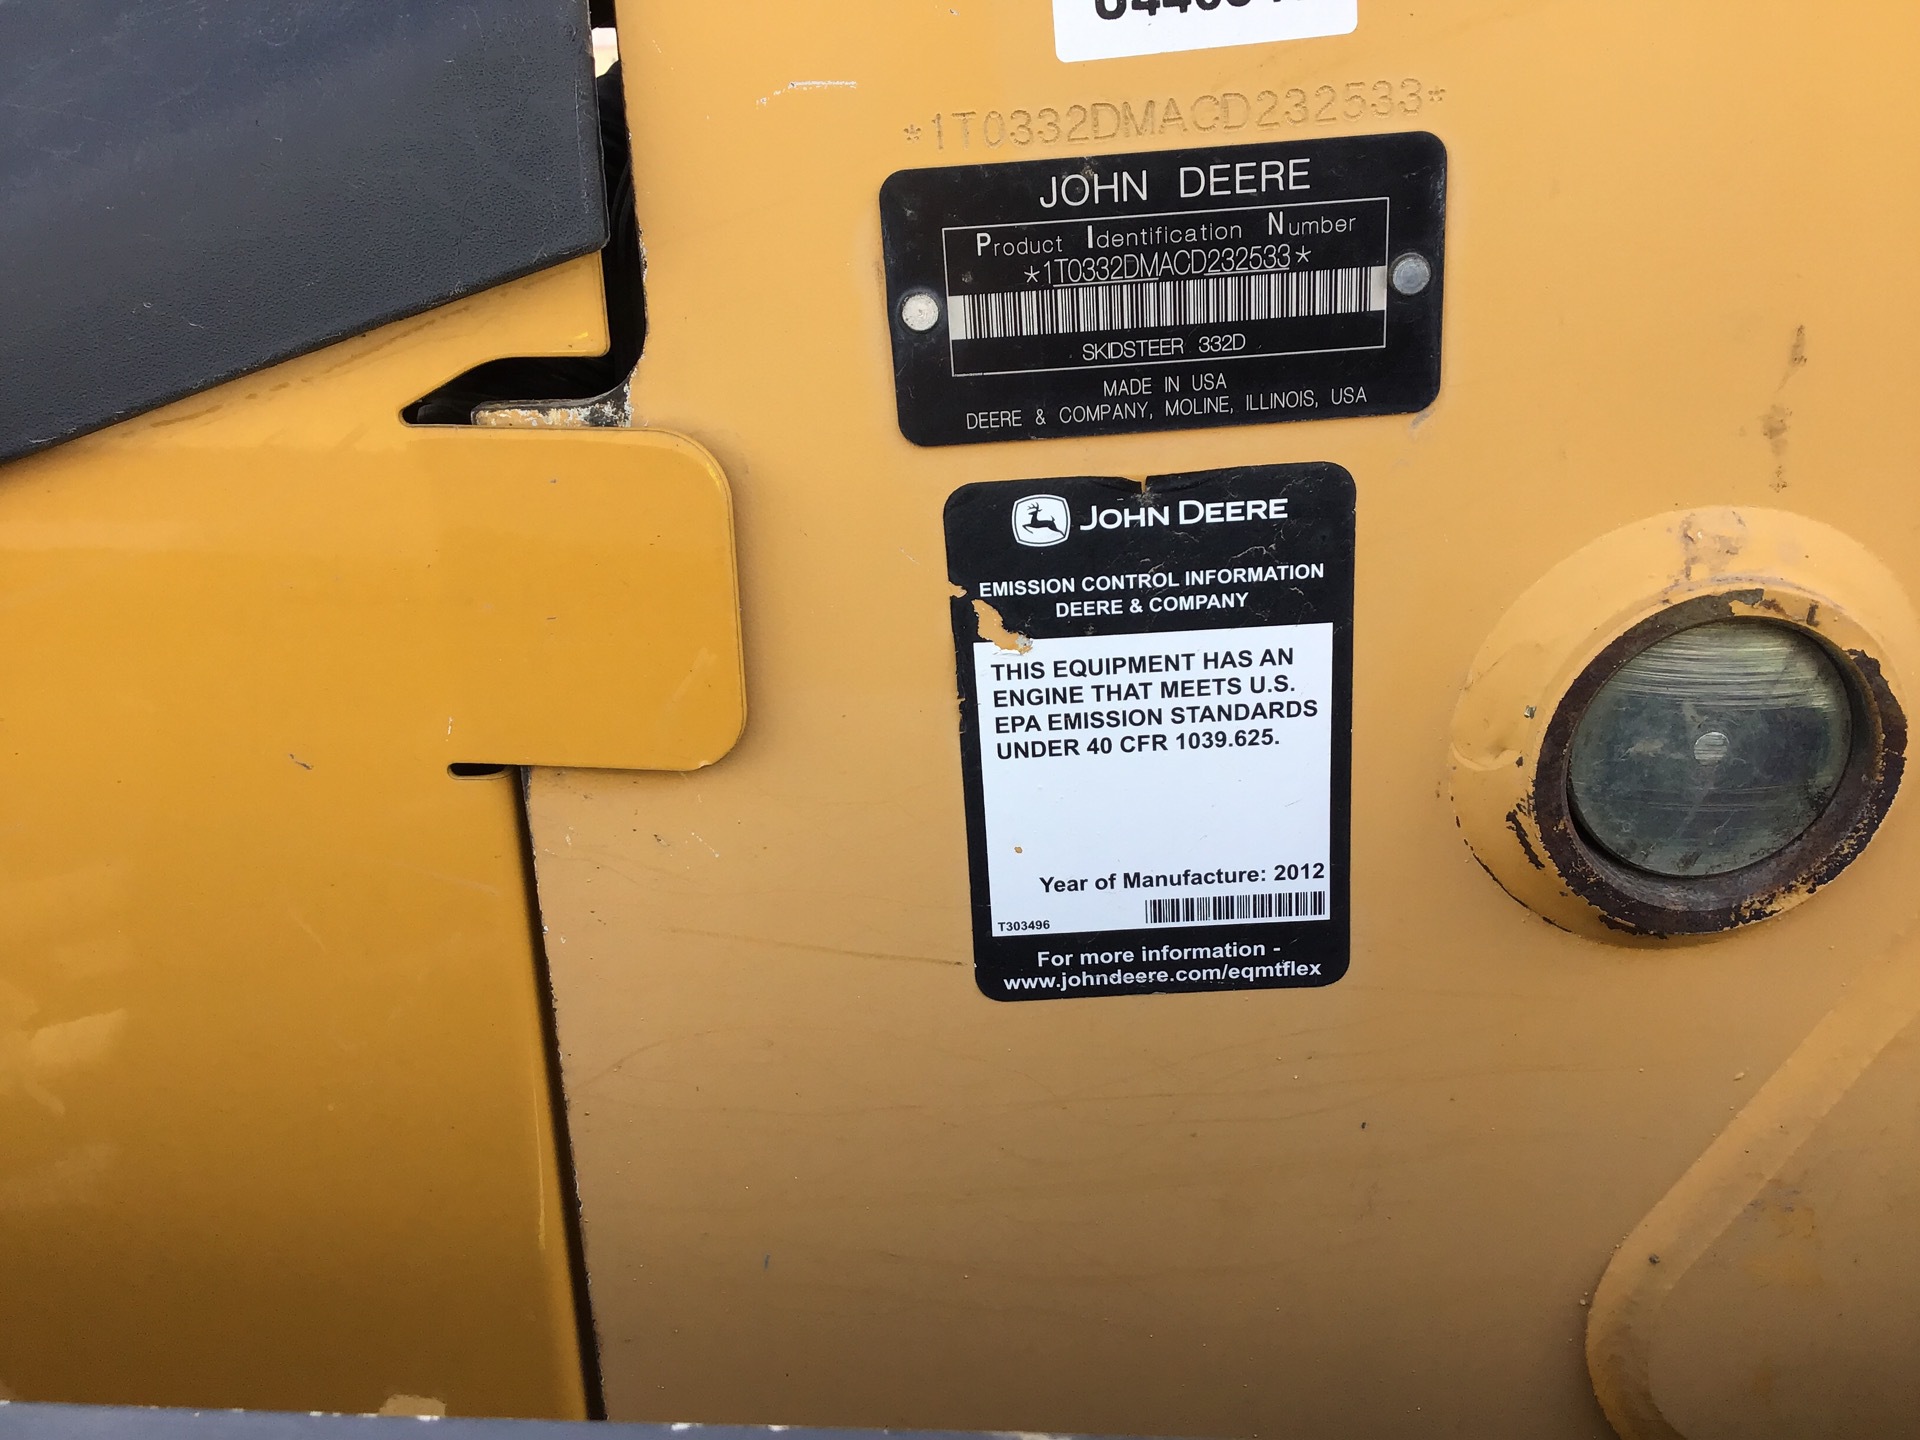 *1T0332DMACD232533*
JOHN DEERE
Product Identification Number
*1T0332DMACD232533*
SKIDSTEER 332D
MADE IN USA
DEERE & COMPANY, MOLINE, ILLINOIS, USA
JOHN DEERE
EMISSION CONTROL INFORMATION
DEERE & COMPANY
THIS EQUIPMENT HAS AN
ENGINE THAT MEETS U.S.
EPA EMISSION STANDARDS
UNDER 40 CFR 1039.625.
Year of Manufacture: 2012
T303496
For more information -
www.johndeere.com/eqmtflex